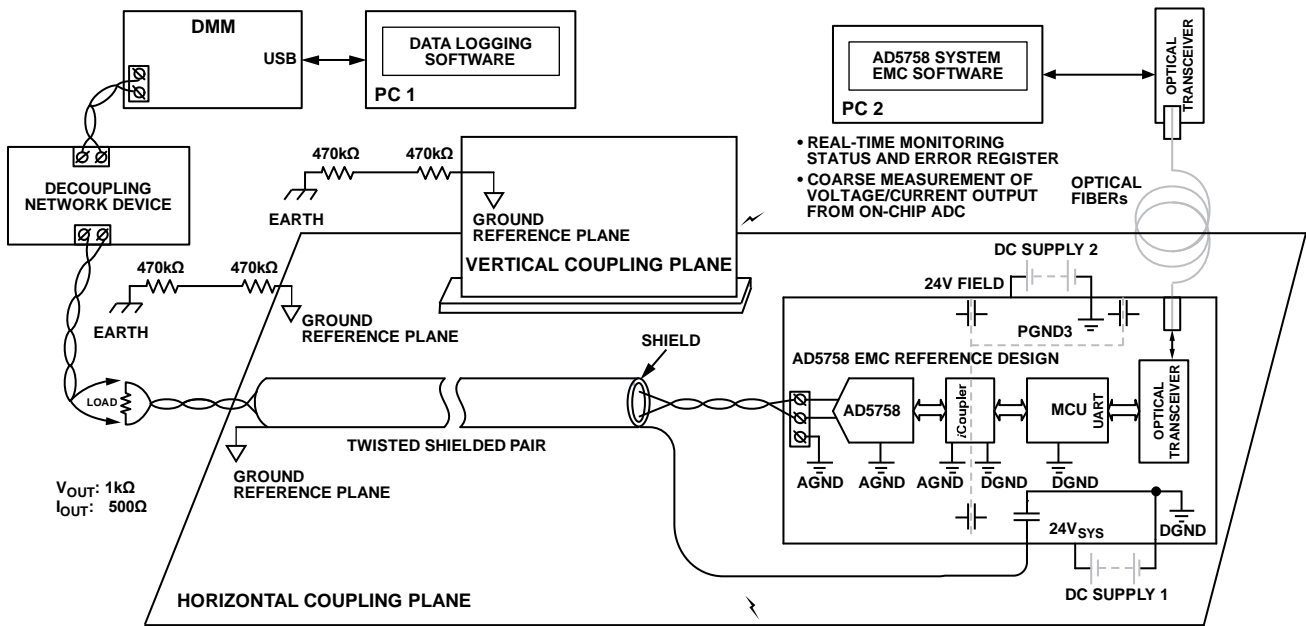 DMM
USB
DATA LOGGING
SOFTWARE
PC 1
AD5758 SYSTEM
EMC SOFTWARE
PC 2
OPTICAL
TRANSCEIVER
• REAL-TIME MONITORING
STATUS AND ERROR REGISTER
• COARSE MEASUREMENT OF
VOLTAGE/CURRENT OUTPUT
FROM ON-CHIP ADC
OPTICAL
FIBERs
DECOUPLING
NETWORK DEVICE
470kΩ
470kΩ
EARTH
GROUND
REFERENCE PLANE
VERTICAL COUPLING PLANE
470kΩ
470kΩ
EARTH
GROUND
REFERENCE PLANE
DC SUPPLY 2
24V FIELD
PGND3
SHIELD
AD5758 EMC REFERENCE DESIGN
LOAD
AD5758
iCoupler
MCU
UART
OPTICAL
TRANSCEIVER
TWISTED SHIELDED PAIR
GROUND
REFERENCE PLANE
AGND
AGND
AGND
DGND
DGND
VOUT: 1kΩ
IOUT: 500Ω
24VSYS
DGND
DC SUPPLY 1
HORIZONTAL COUPLING PLANE